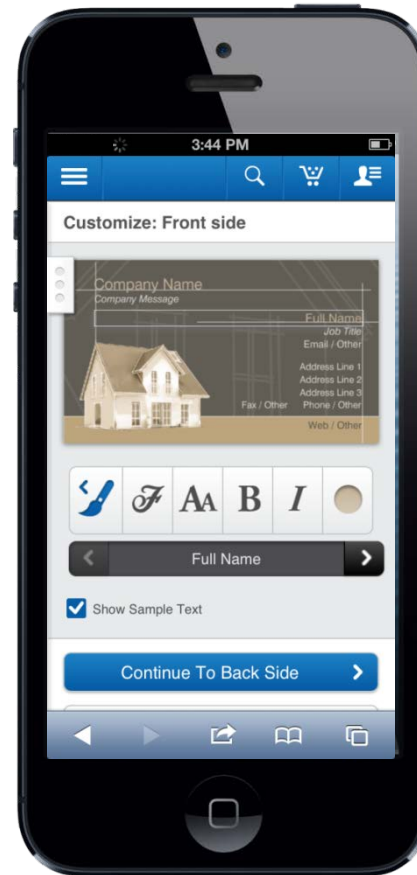 3:44 PM
Customize: Front side
Company Name
Company Message
Full Name
Job Title
Email / Other
Address Line 1
Address Line 2
Address Line 3
Fax / Other Phone / Other
Web / Other
F AA B I
Full Name
Show Sample Text
Continue To Back Side